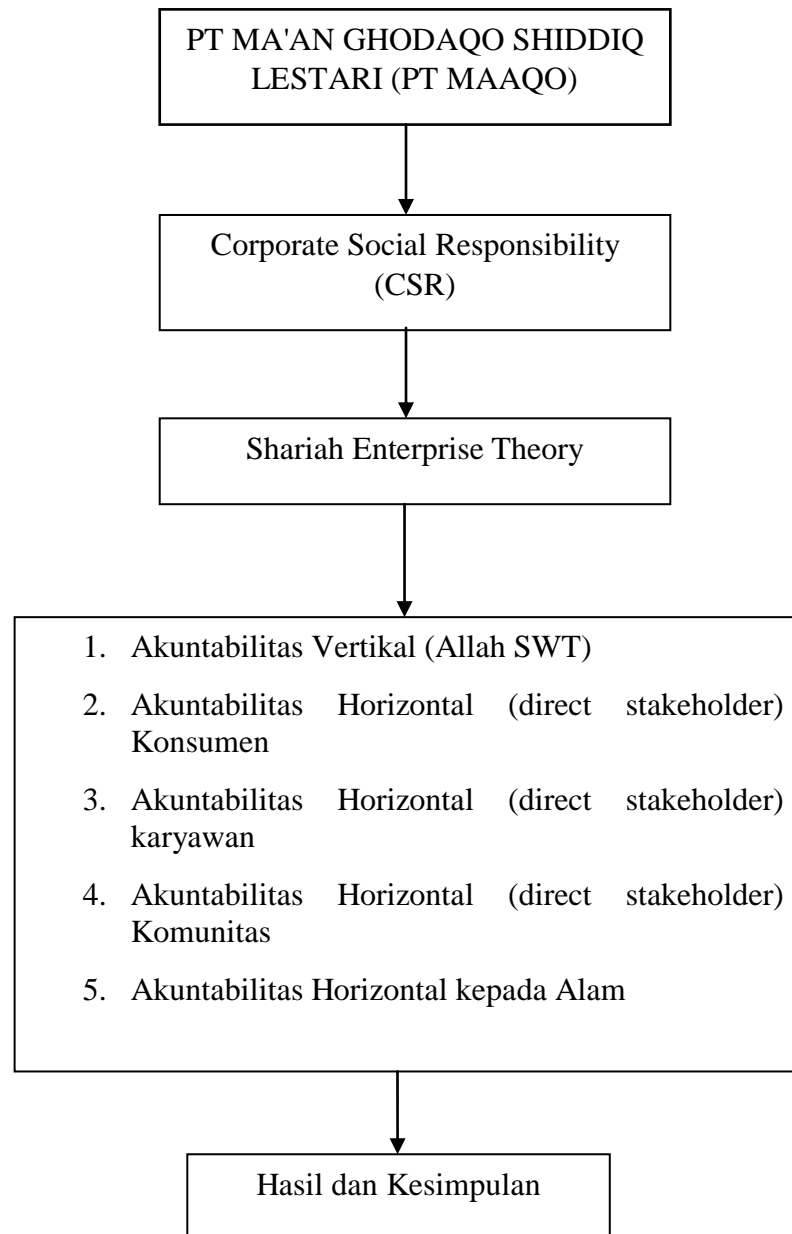 PT MA'AN GHODAQO SHIDDIQ
LESTARI (PT MAAQO)
Corporate Social Responsibility
(CSR)
Shariah Enterprise Theory
1. Akuntabilitas Vertikal (Allah SWT)
2. Akuntabilitas Horizontal (direct stakeholder)
Konsumen
3. Akuntabilitas Horizontal (direct stakeholder)
karyawan
4. Akuntabilitas Horizontal (direct stakeholder)
Komunitas
5. Akuntabilitas Horizontal kepada Alam
Hasil dan Kesimpulan